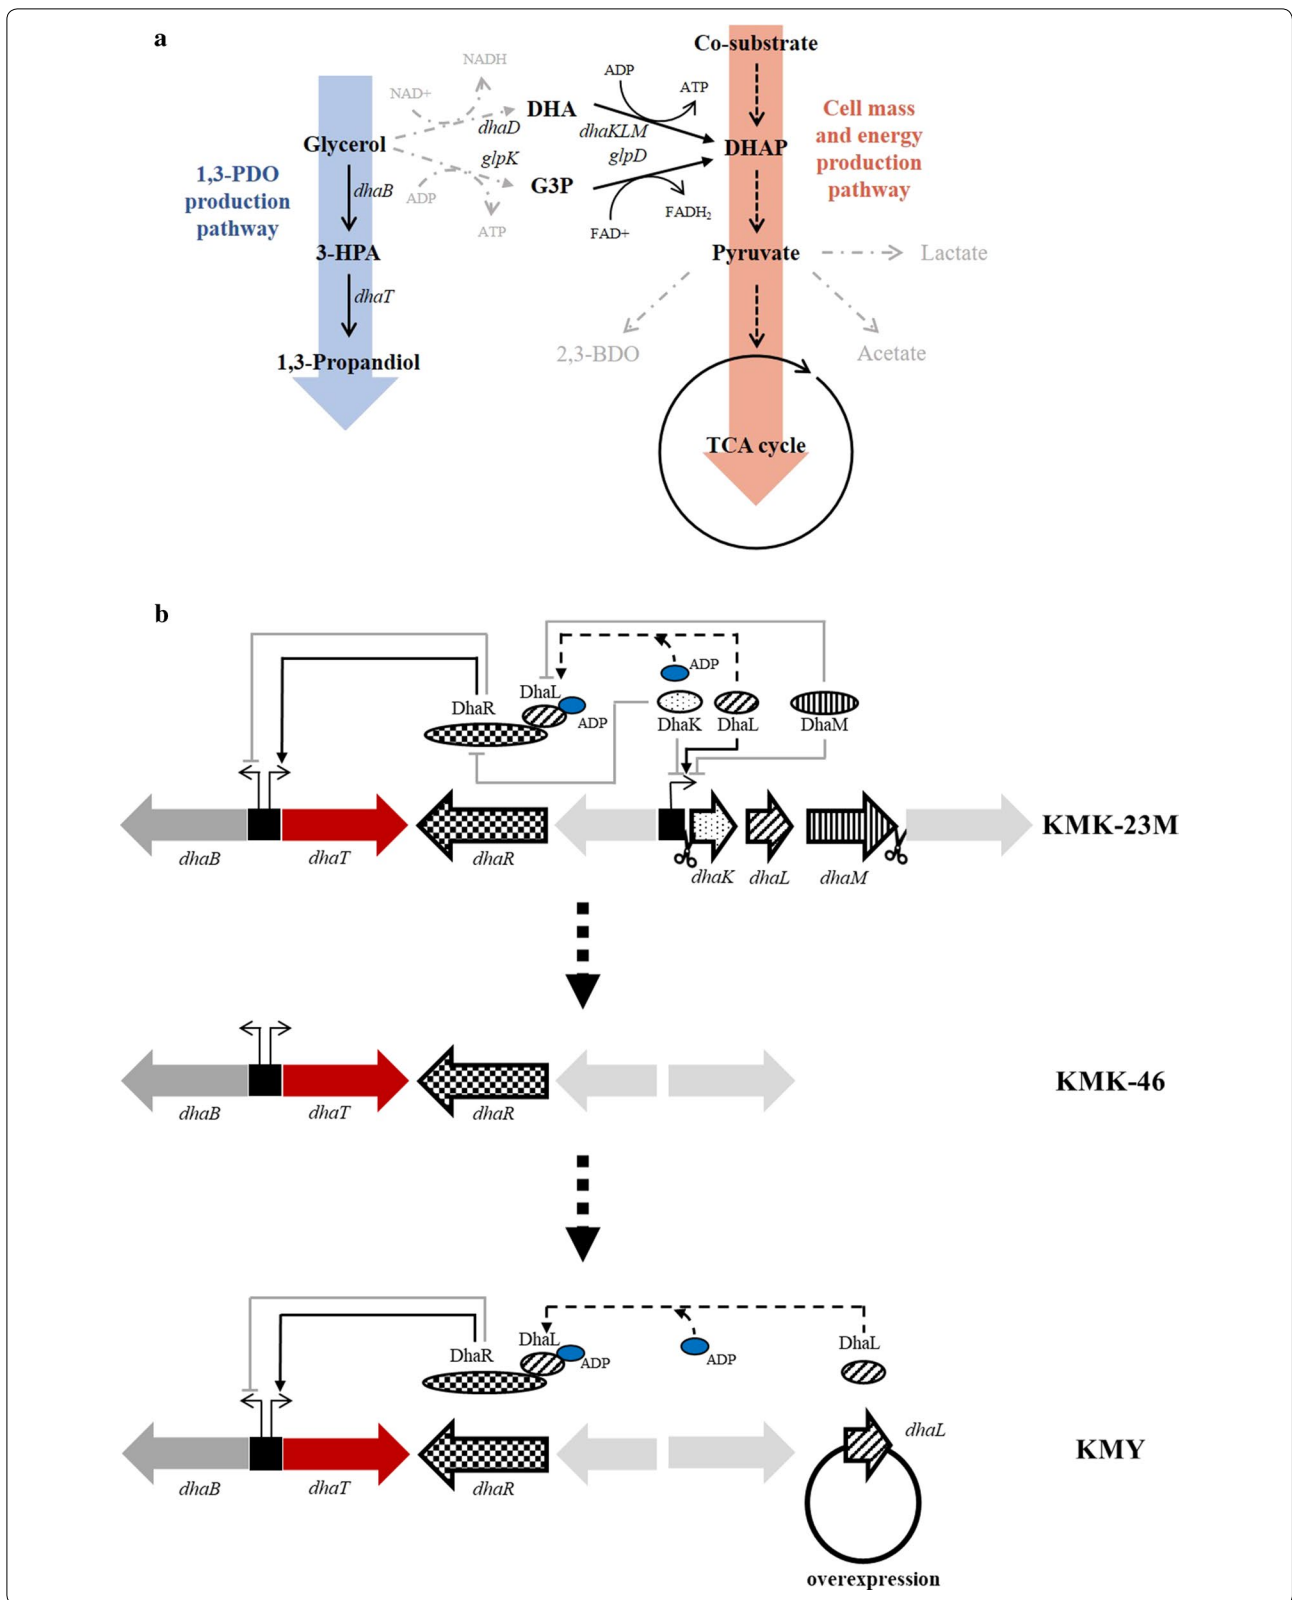 a
Co-substrate
NADH
ADP
ATP
NAD+
DHA
dhaD
dhaKLM
Cell mass
and energy
production
pathway
Glycerol
DHAP
glpK
glpD
1,3-PDO
production
pathway
dhaB
ADP
G3P
FADH2
ATP
FAD+
3-HPA
Pyruvate
Lactate
dhaT
2,3-BDO
Acetate
1,3-Propandiol
TCA cycle
b
ADP
DhaL
DhaR
ADP
DhaK
DhaL
DhaM
KMK-23M
dhaB
dhaT
dhaR
dhaK
dhaL
dhaM
KMK-46
dhaB
dhaT
dhaR
DhaL
DhaR
ADP
ADP
DhaL
dhaL
KMY
dhaB
dhaT
dhaR
overexpression